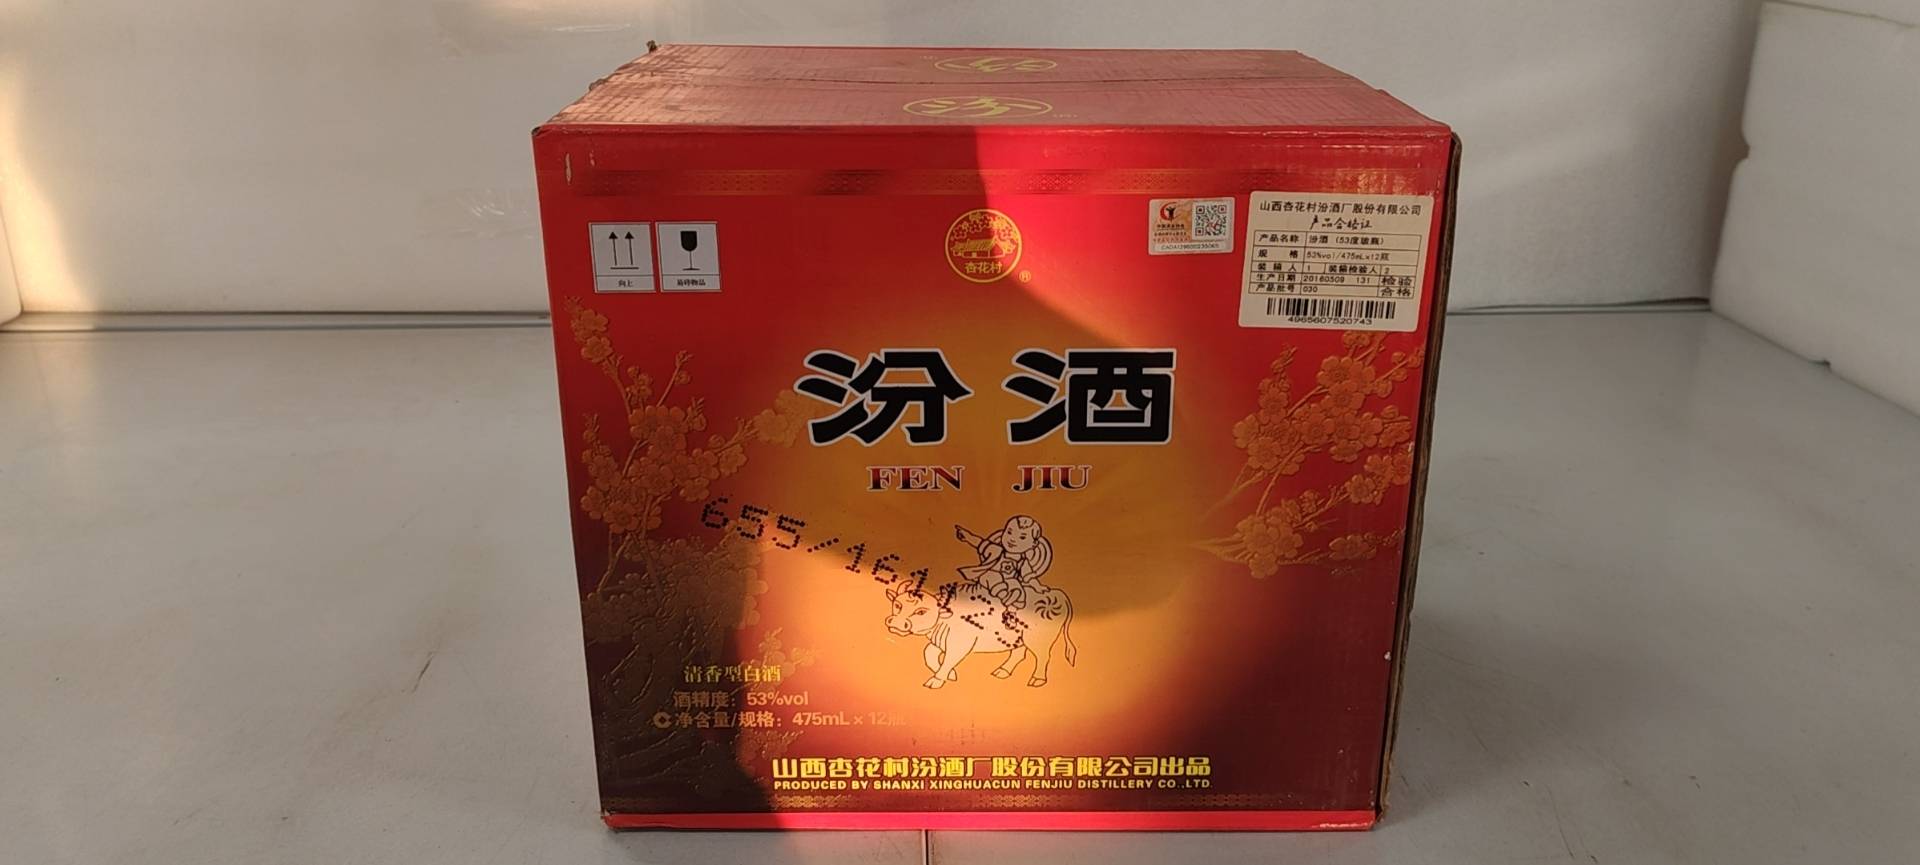 汾
汾
向上
易碎物品
杏花村
®
CADA1296000235065
山西杏花村汾酒厂股份有限公司
产品合格证
产品名称 汾酒（53度玻瓶）
规 格 53%vol/475mL×12瓶
装箱人 1 装箱检验人 2
生产日期 20160509 131 检验
产品批号 030 合格
4965607520743
汾酒
FEN JIU
655-161125
清香型白酒
酒精度：53%vol
净含量/规格：475mL×12瓶
山西杏花村汾酒厂股份有限公司出品
PRODUCED BY SHANXI XINGHUACUN FENJIU DISTILLERY CO.,LTD.